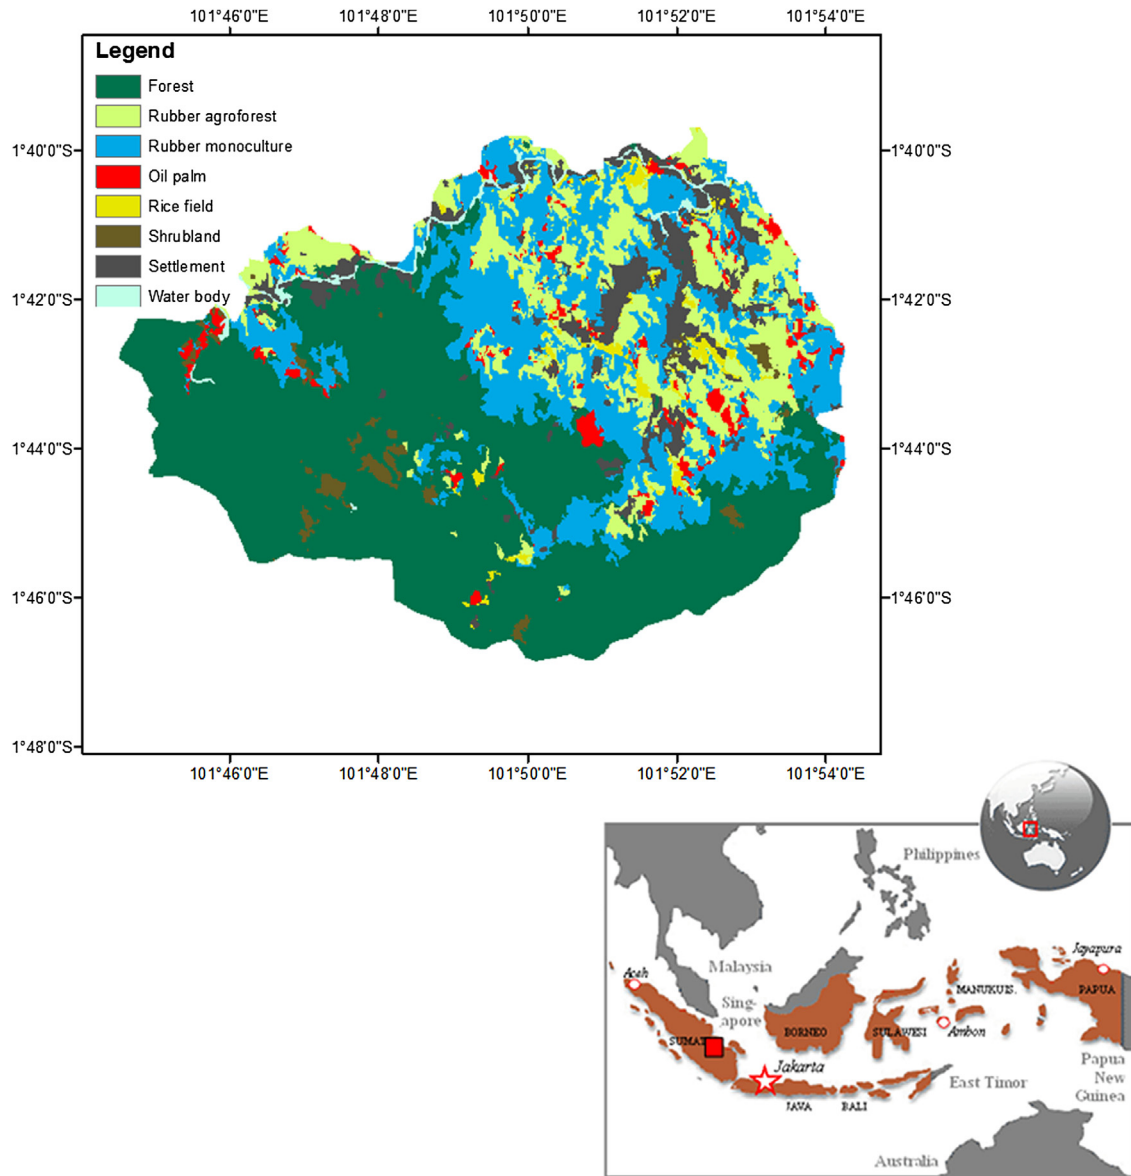 101°46'0"E 101°48'0"E 101°50'0"E 101°52'0"E 101°54'0"E
Legend
Forest
Rubber agroforest
Rubber monoculture
Oil palm
Rice field
Shrubland
Settlement
Water body
1°40'0"S 1°40'0"S
1°42'0"S 1°42'0"S
1°44'0"S 1°44'0"S
1°46'0"S 1°46'0"S
1°48'0"S
101°46'0"E 101°48'0"E 101°50'0"E 101°52'0"E 101°54'0"E
Philippines
Malaysia
Aceh
Sing-
apore
Jayapura
MANUKUIS.
PAPUA
SUMAT
BORNEO
SULAWESI
Ambon
Jakarta
JAVA
BALI
East Timor
Papua
New
Guinea
Australia